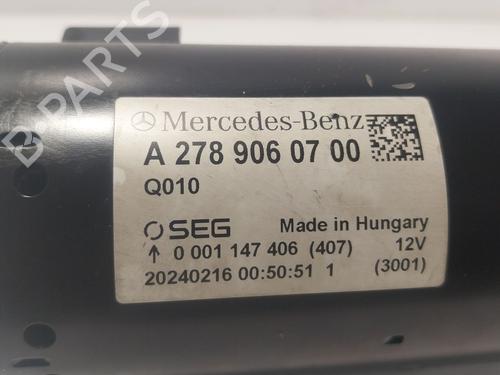 B PARTS
Mercedes-Benz
A 278 906 07 00
Q010
SEG Made in Hungary
↑ 0 001 147 406 (407) 12V
20240216 00:50:51 1 (3001)